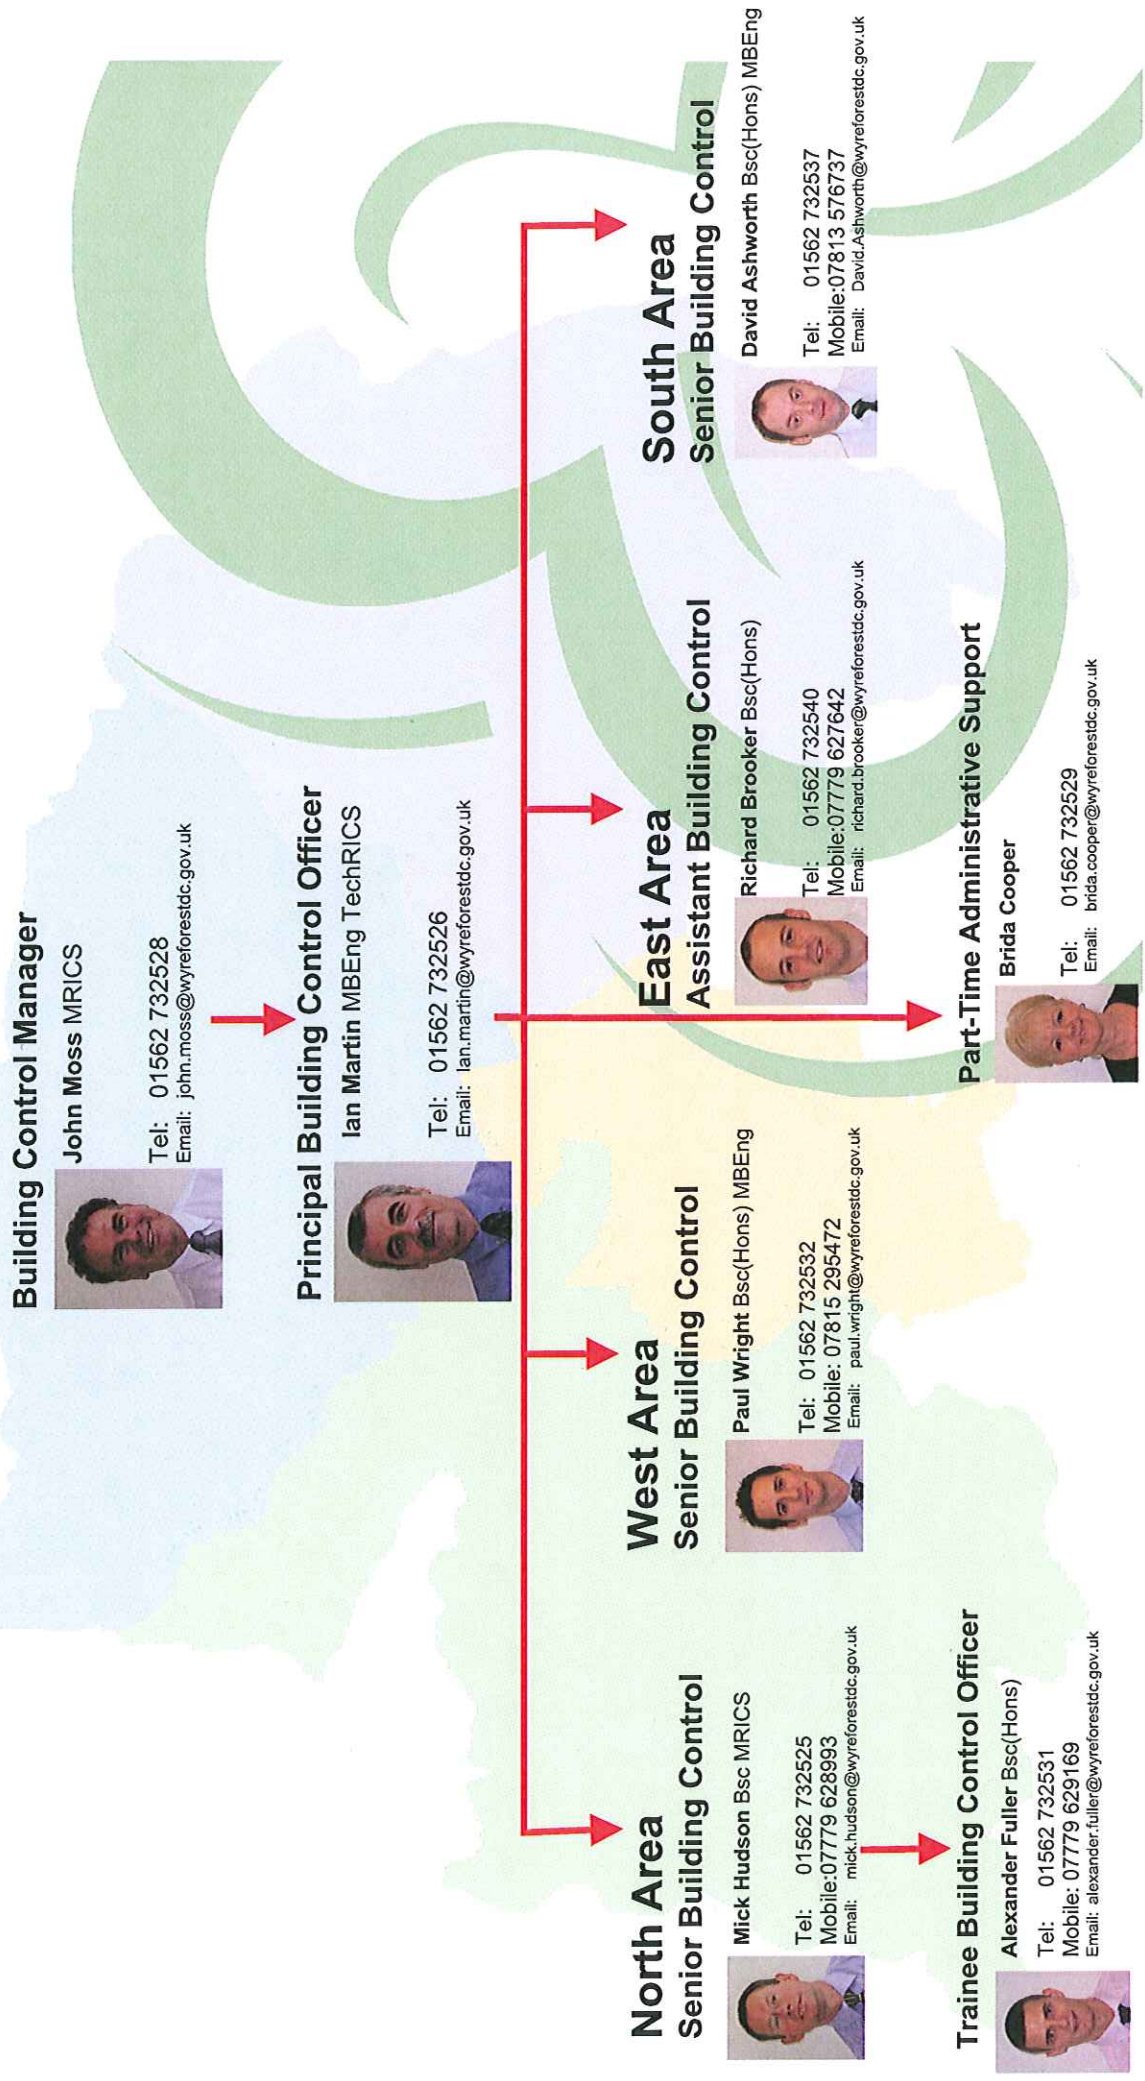 Building Control Manager
John Moss MRICS
Tel: 01562 732528
Email: john.moss@wyreforestdc.gov.uk
Principal Building Control Officer
Ian Martin MBEng TechRICS
Tel: 01562 732526
Email: Ian.martin@wyreforestdc.gov.uk
North Area
Senior Building Control
Mick Hudson Bsc MRICS
Tel: 01562 732525
Mobile:07779 628993
Email: mick.hudson@wyreforestdc.gov.uk
West Area
Senior Building Control
Paul Wright Bsc(Hons) MBEng
Tel: 01562 732532
Mobile: 07815 295472
Email: paul.wright@wyreforestdc.gov.uk
East Area
Assistant Building Control
Richard Brooker Bsc(Hons)
Tel: 01562 732540
Mobile:07779 627642
Email: richard.brooker@wyreforestdc.gov.uk
South Area
Senior Building Control
David Ashworth Bsc(Hons) MBEng
Tel: 01562 732537
Mobile:07813 576737
Email: David.Ashworth@wyreforestdc.gov.uk
Trainee Building Control Officer
Alexander Fuller Bsc(Hons)
Tel: 01562 732531
Mobile: 07779 629169
Email: alexander.fuller@wyreforestdc.gov.uk
Part-Time Administrative Support
Brida Cooper
Tel: 01562 732529
Email: brida.cooper@wyreforestdc.gov.uk